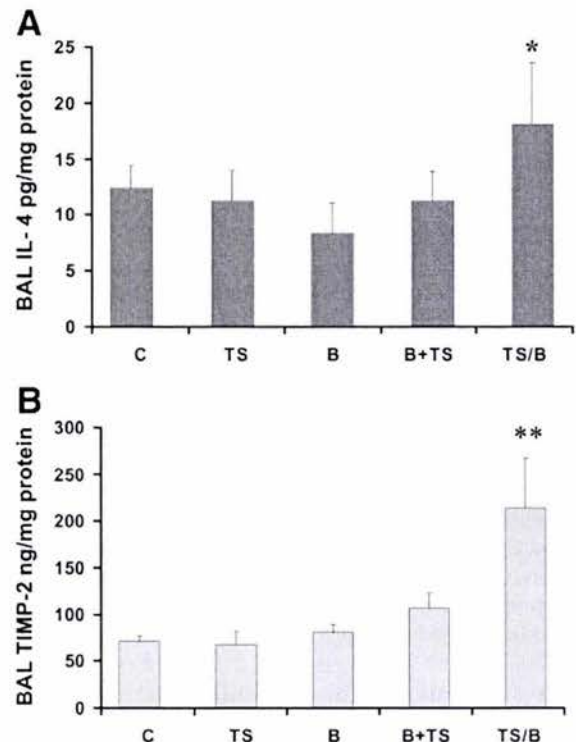 A
BAL IL- 4 pg/mg protein
25
20
15
10
5
0
*
C TS B B+TS TS/B
B
BAL TIMP-2 ng/mg protein
300
250
200
150
100
50
0
**
C TS B B+TS TS/B